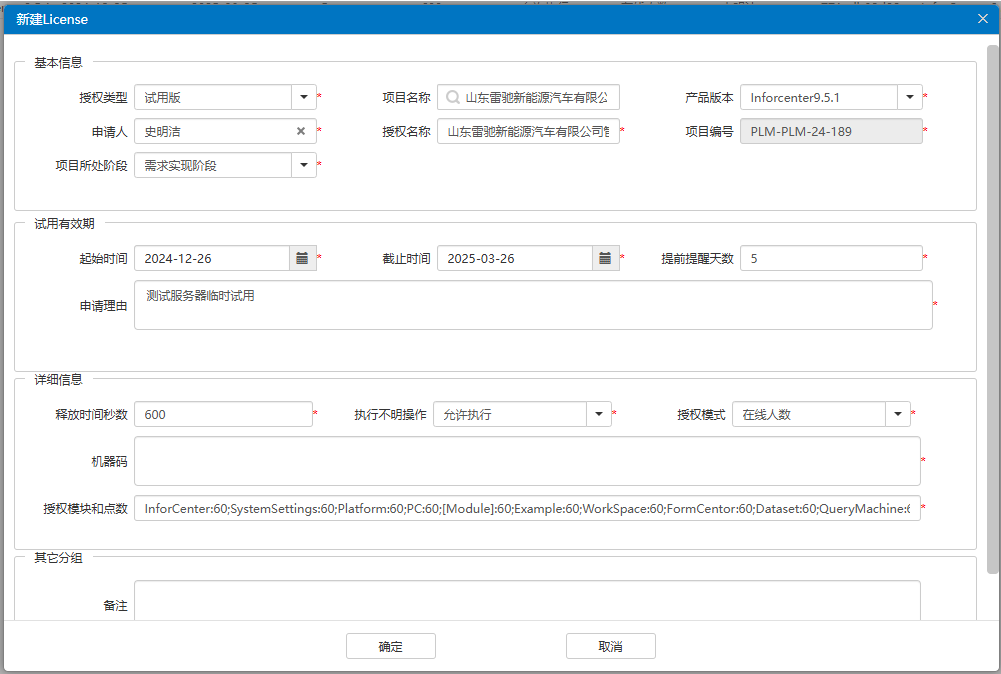 新建License
基本信息
授权类型 试用版 * 项目名称 山东雷驰新能源汽车有限公 产品版本 Inforcenter9.5.1 *
申请人 史明洁 * 授权名称 山东雷驰新能源汽车有限公司 * 项目编号 PLM-PLM-24-189 *
项目所处阶段 需求实现阶段 *
试用有效期
起始时间 2024-12-26 * 截止时间 2025-03-26 * 提前提醒天数 5 *
申请理由 测试服务器临时试用 *
详细信息
释放时间秒数 600 * 执行不明操作 允许执行 * 授权模式 在线人数 *
机器码 *
授权模块和点数 InforCenter:60;SystemSettings:60;Platform:60;PC:60;[Module]:60;Example:60;WorkSpace:60;FormCentor:60;Dataset:60;QueryMachine:6 *
其它分组
备注
确定 取消